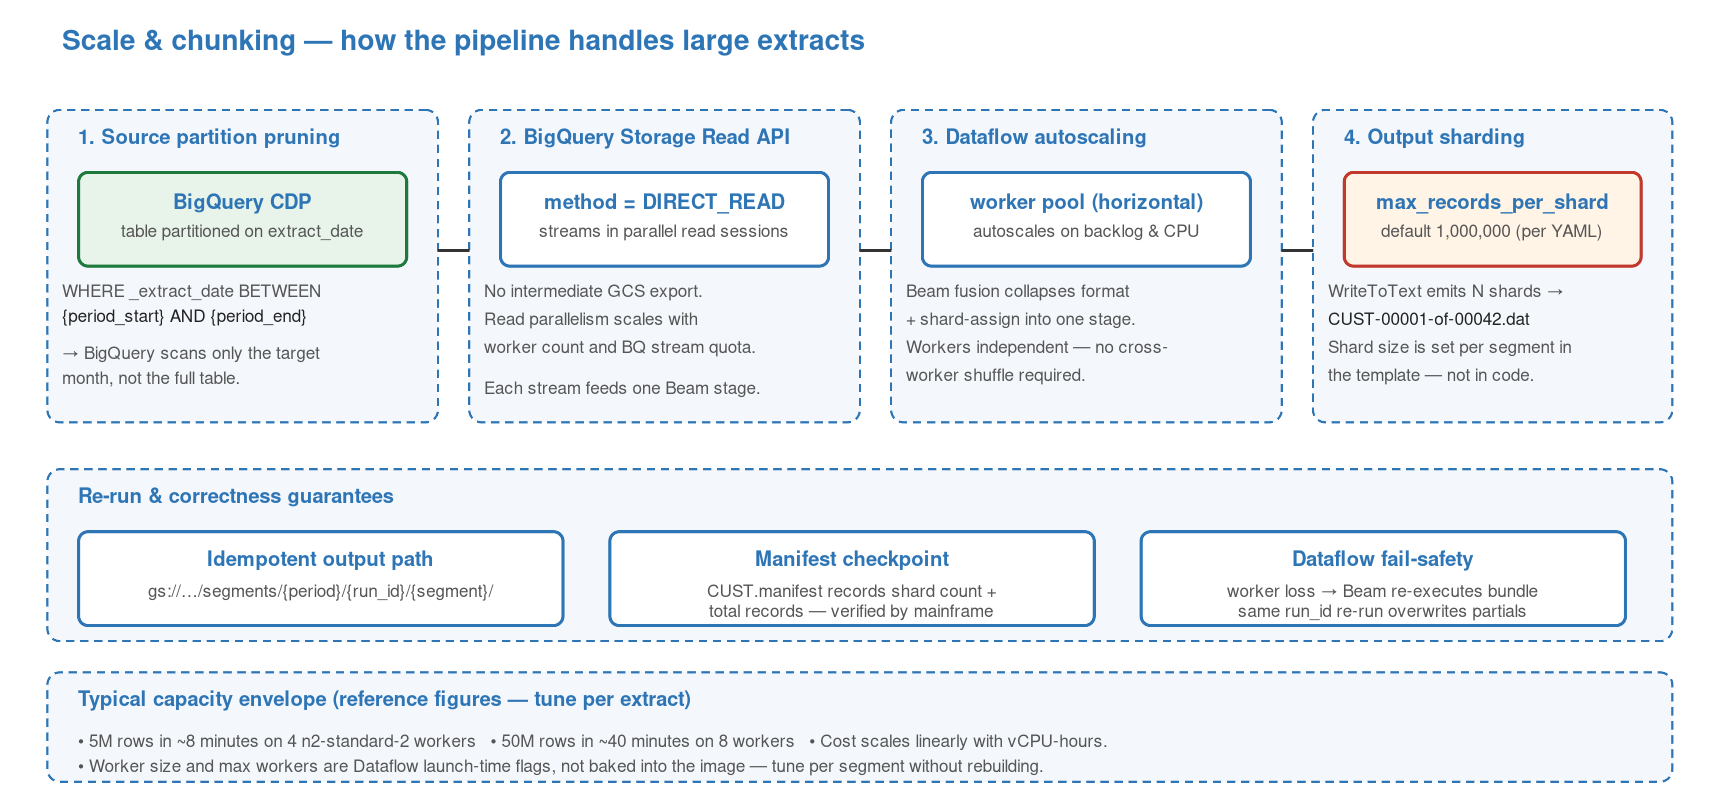 Scale & chunking — how the pipeline handles large extracts
1. Source partition pruning
BigQuery CDP
table partitioned on extract_date
WHERE _extract_date BETWEEN
{period_start} AND {period_end}
→ BigQuery scans only the target
month, not the full table.
2. BigQuery Storage Read API
method = DIRECT_READ
streams in parallel read sessions
No intermediate GCS export.
Read parallelism scales with
worker count and BQ stream quota.
Each stream feeds one Beam stage.
3. Dataflow autoscaling
worker pool (horizontal)
autoscales on backlog & CPU
Beam fusion collapses format
+ shard-assign into one stage.
Workers independent — no cross-
worker shuffle required.
4. Output sharding
max_records_per_shard
default 1,000,000 (per YAML)
WriteToText emits N shards →
CUST-00001-of-00042.dat
Shard size is set per segment in
the template — not in code.
Re-run & correctness guarantees
Idempotent output path
gs://…/segments/{period}/{run_id}/{segment}/
Manifest checkpoint
CUST.manifest records shard count +
total records — verified by mainframe
Dataflow fail-safety
worker loss → Beam re-executes bundle
same run_id re-run overwrites partials
Typical capacity envelope (reference figures — tune per extract)
• 5M rows in ~8 minutes on 4 n2-standard-2 workers • 50M rows in ~40 minutes on 8 workers • Cost scales linearly with vCPU-hours.
• Worker size and max workers are Dataflow launch-time flags, not baked into the image — tune per segment without rebuilding.